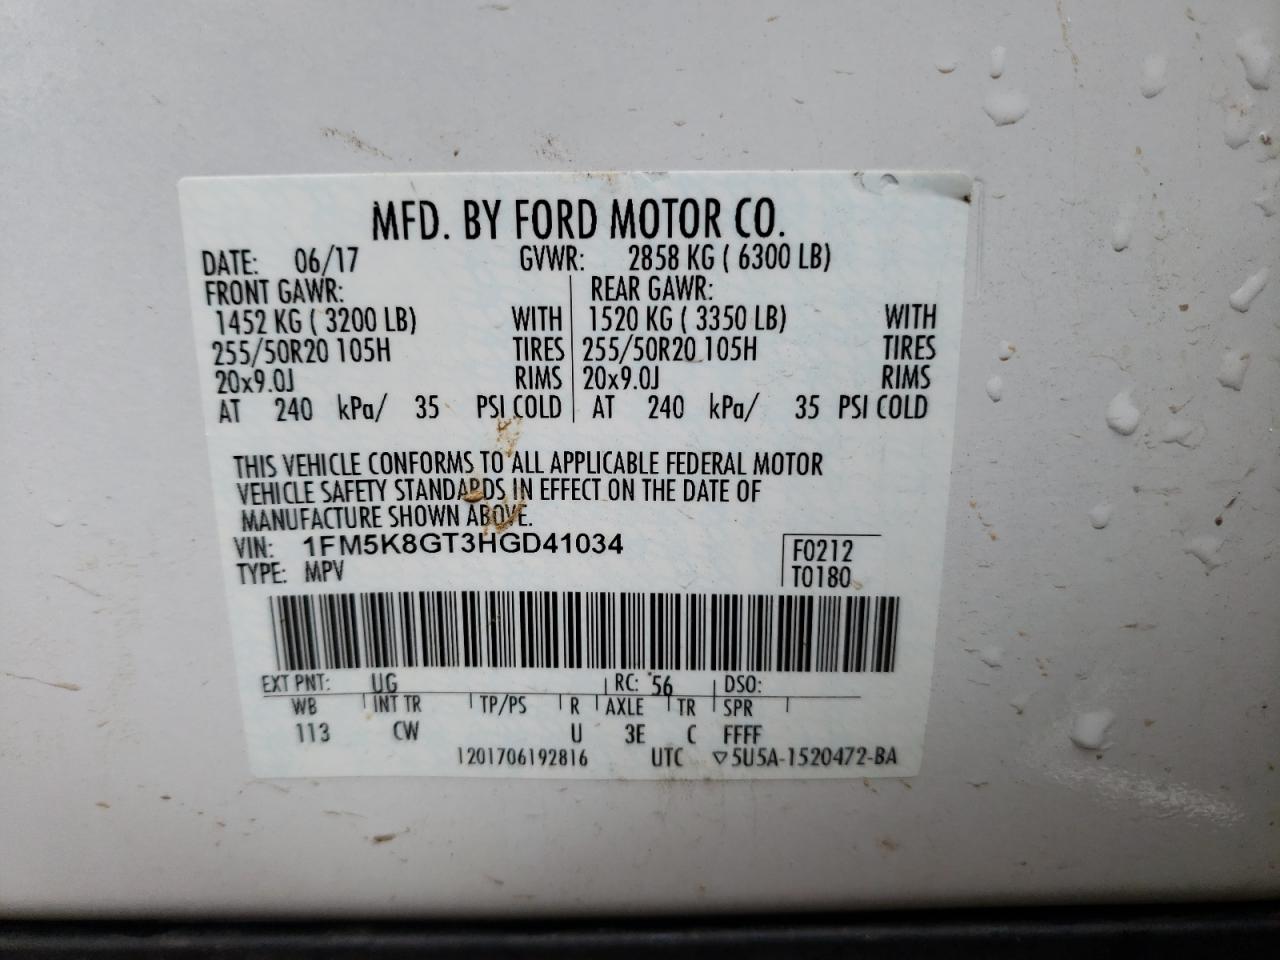 MFD. BY FORD MOTOR CO.
DATE: 06/17 GVWR: 2858 KG ( 6300 LB)
FRONT GAWR: REAR GAWR:
1452 KG ( 3200 LB) WITH 1520 KG ( 3350 LB) WITH
255/50R20 105H TIRES 255/50R20 105H TIRES
20x9.0J RIMS 20x9.0J RIMS
AT 240 kPa/ 35 PSI COLD AT 240 kPa/ 35 PSI COLD
THIS VEHICLE CONFORMS TO ALL APPLICABLE FEDERAL MOTOR
VEHICLE SAFETY STANDARDS IN EFFECT ON THE DATE OF
MANUFACTURE SHOWN ABOVE.
VIN: 1FM5K8GT3HGD41034 F0212
TYPE: MPV T0180
EXT PNT: UG RC: 56 DSO:
WB INT TR TP/PS R AXLE TR SPR
113 CW U 3E C FFFF
1201706192816 UTC ▽5U5A-1520472-BA